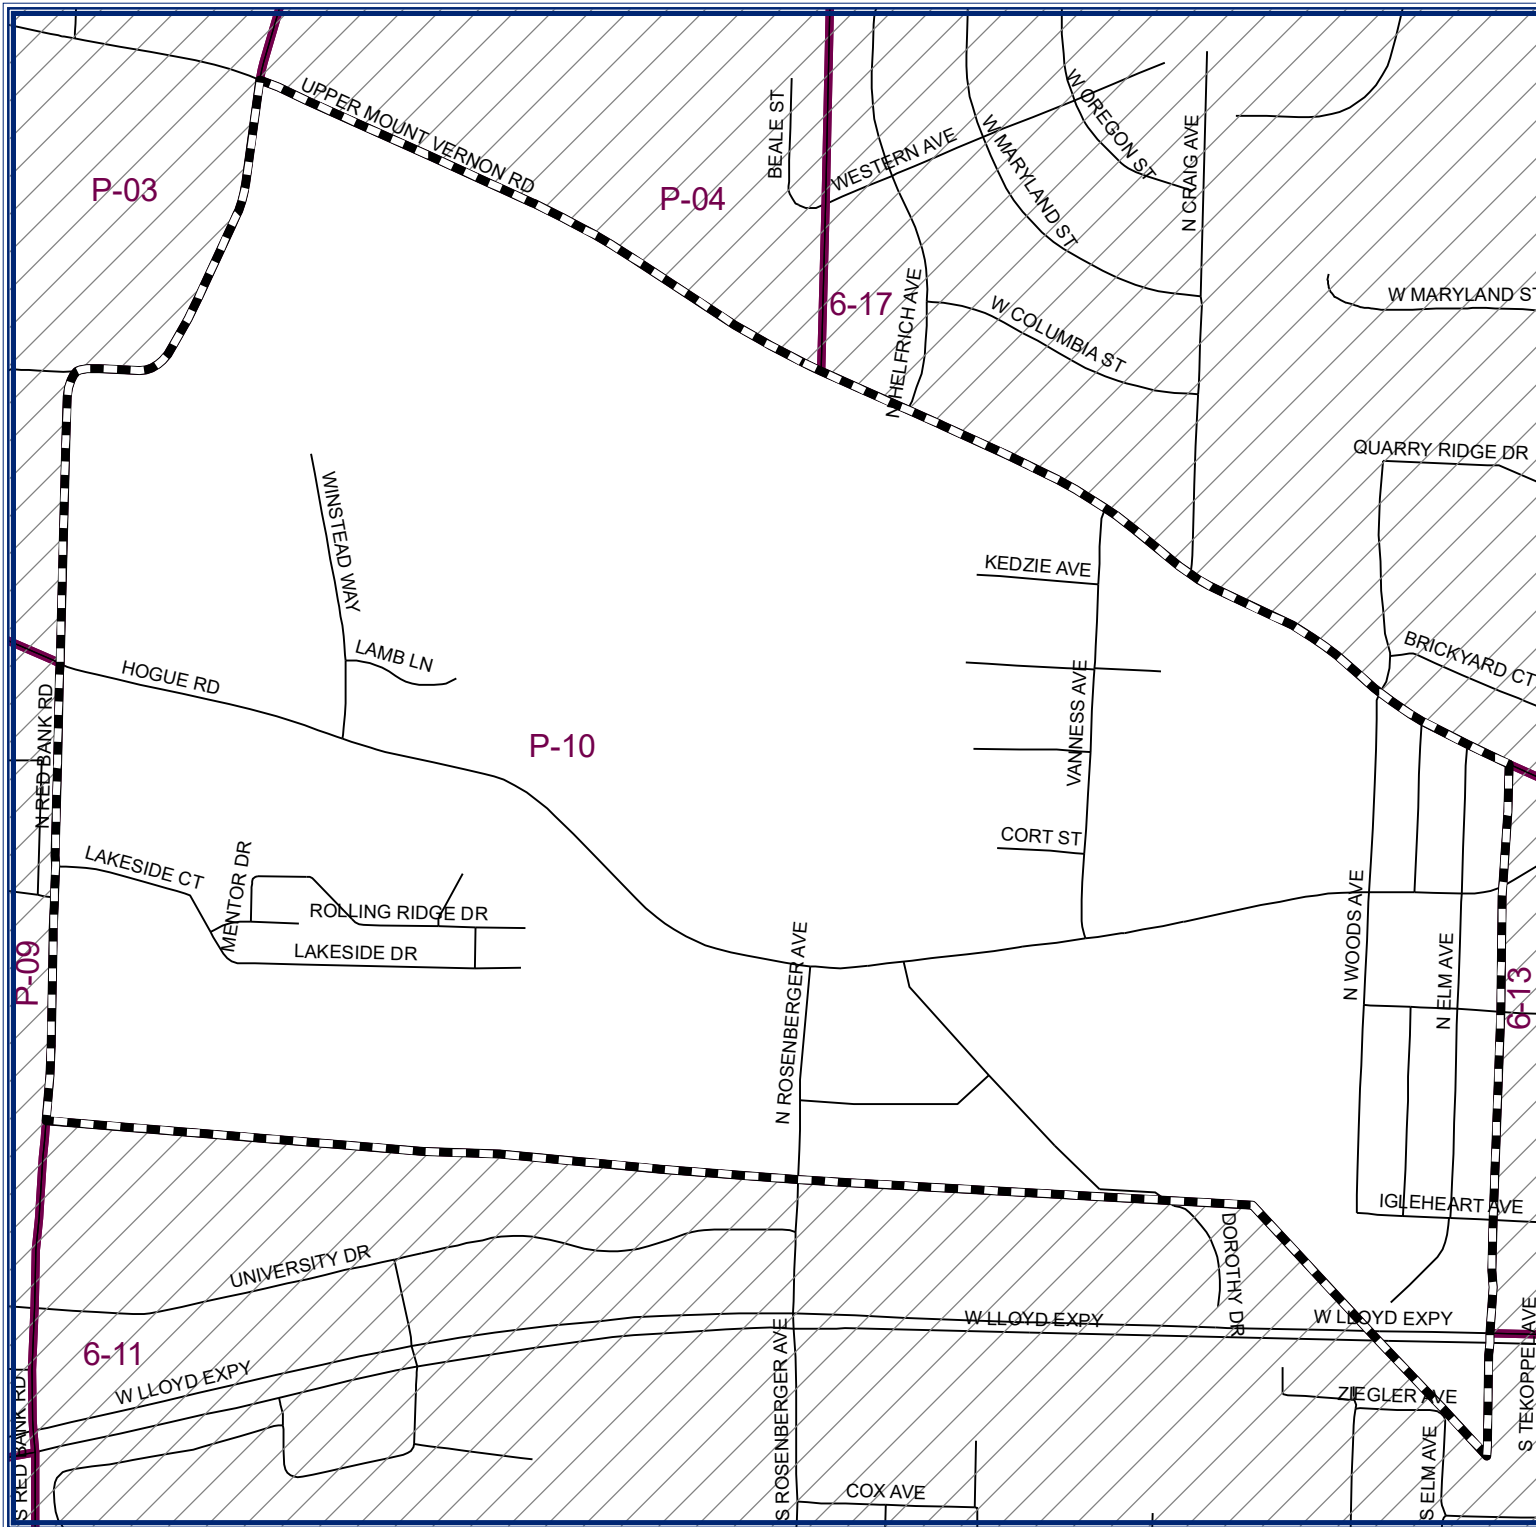 UPPER MOUNT VERNON RD
P-03
P-04
BEALE ST
WESTERN AVE
W OREGON ST
W MARYLAND ST
N CRAIG AVE
6-17
N HELFRICH AVE
W COLUMBIA ST
W MARYLAND ST
QUARRY RIDGE DR
WINSTEAD WAY
KEDZIE AVE
LAMB LN
HOGUE RD
BRICKYARD CT
N RED BANK RD
P-10
VANNESS AVE
CORT ST
LAKESIDE CT
MENTOR DR
ROLLING RIDGE DR
LAKESIDE DR
P-09
N ROSENBERGER AVE
N WOODS AVE
N ELM AVE
6-13
IGLEHEART AVE
DOROTHY DR
UNIVERSITY DR
W LLOYD EXPY
W LLOYD EXPY
6-11
W LLOYD EXPY
S RED BANK RD
S ROSENBERGER AVE
ZIEGLER AVE
S TEKOPPEL AVE
S ELM AVE
COX AVE